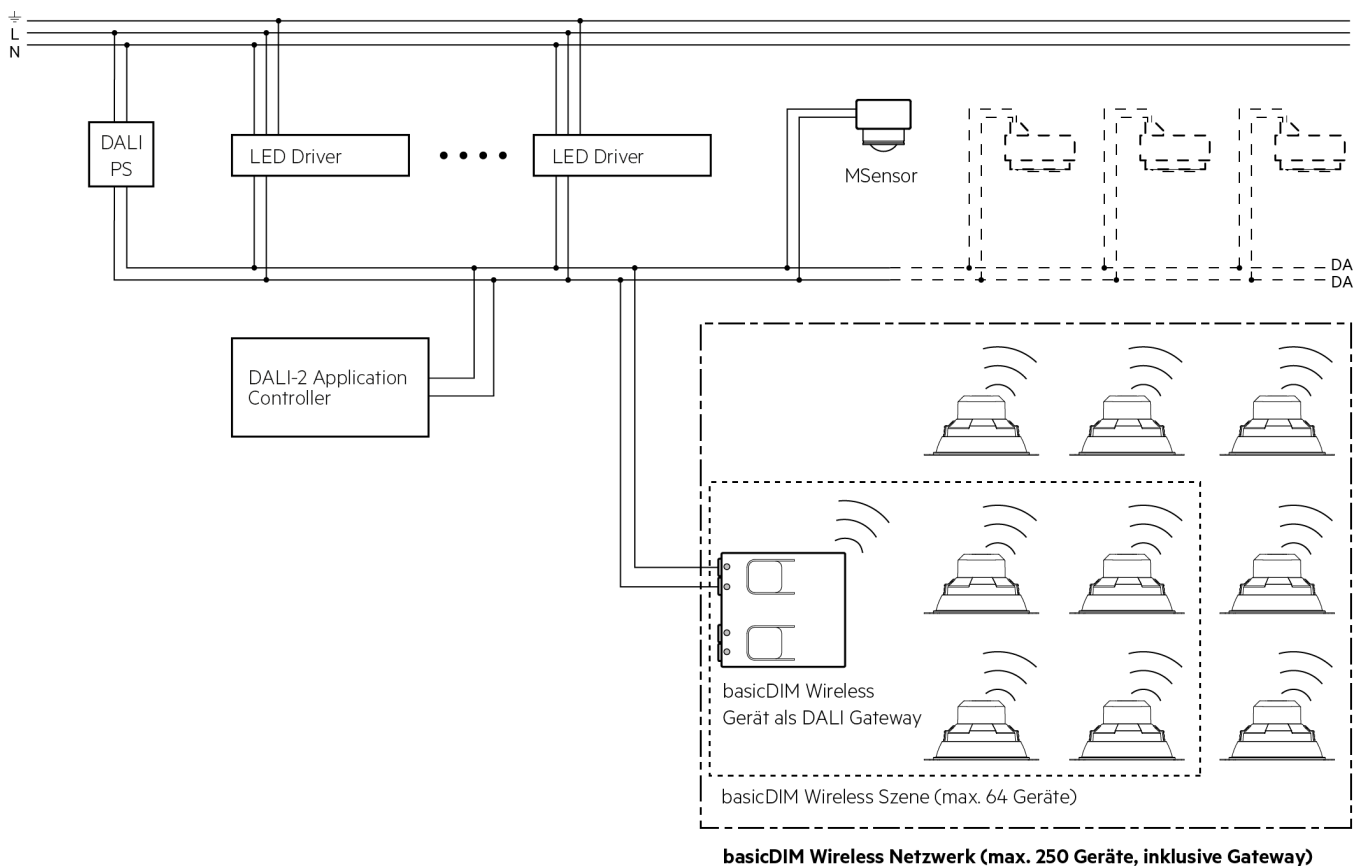 L
N
DALI
PS
LED Driver
LED Driver
MSensor
DA
DA
DALI-2 Application
Controller
basicDIM Wireless
Gerät als DALI Gateway
basicDIM Wireless Szene (max. 64 Geräte)
basicDIM Wireless Netzwerk (max. 250 Geräte, inklusive Gateway)